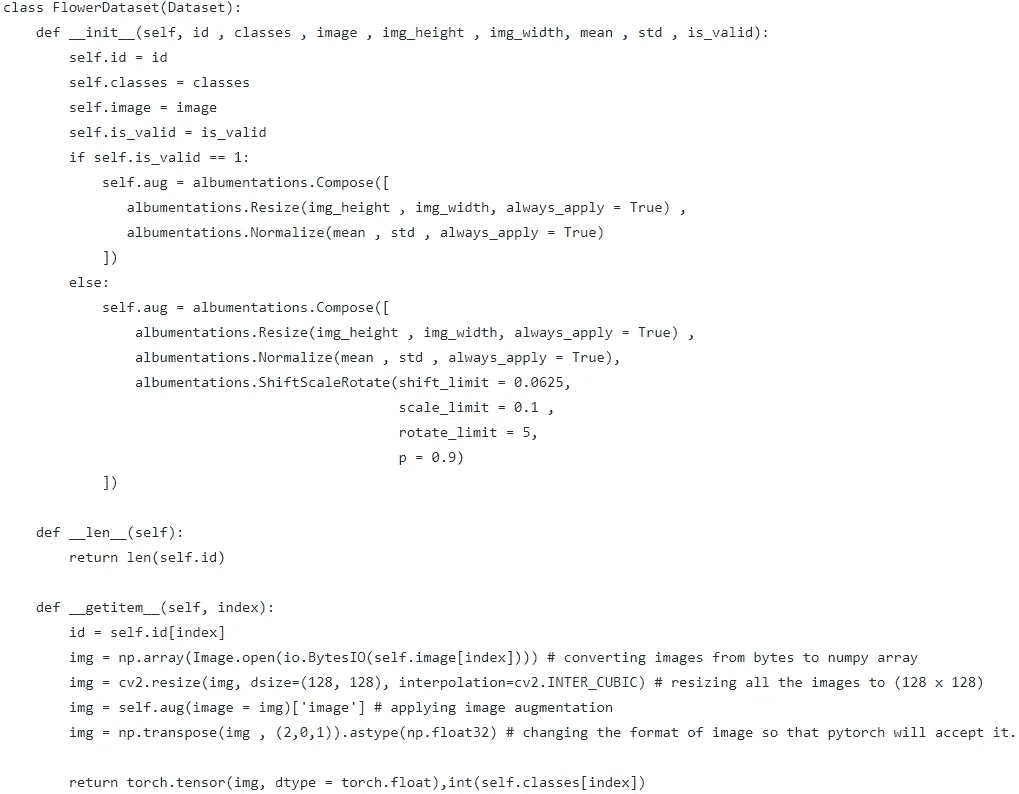 class FlowerDataset(Dataset):
    def __init__(self, id , classes , image , img_height , img_width, mean , std , is_valid):
        self.id = id
        self.classes = classes
        self.image = image
        self.is_valid = is_valid
        if self.is_valid == 1:
            self.aug = albumentations.Compose([
               albumentations.Resize(img_height , img_width, always_apply = True) ,
               albumentations.Normalize(mean , std , always_apply = True)
            ])
        else:
            self.aug = albumentations.Compose([
                albumentations.Resize(img_height , img_width, always_apply = True) ,
                albumentations.Normalize(mean , std , always_apply = True),
                albumentations.ShiftScaleRotate(shift_limit = 0.0625,
                                                scale_limit = 0.1 ,
                                                rotate_limit = 5,
                                                p = 0.9)
            ])

    def __len__(self):
        return len(self.id)

    def __getitem__(self, index):
        id = self.id[index]
        img = np.array(Image.open(io.BytesIO(self.image[index]))) # converting images from bytes to numpy array
        img = cv2.resize(img, dsize=(128, 128), interpolation=cv2.INTER_CUBIC) # resizing all the images to (128 x 128)
        img = self.aug(image = img)['image'] # applying image augmentation
        img = np.transpose(img , (2,0,1)).astype(np.float32) # changing the format of image so that pytorch will accept it.

        return torch.tensor(img, dtype = torch.float),int(self.classes[index])